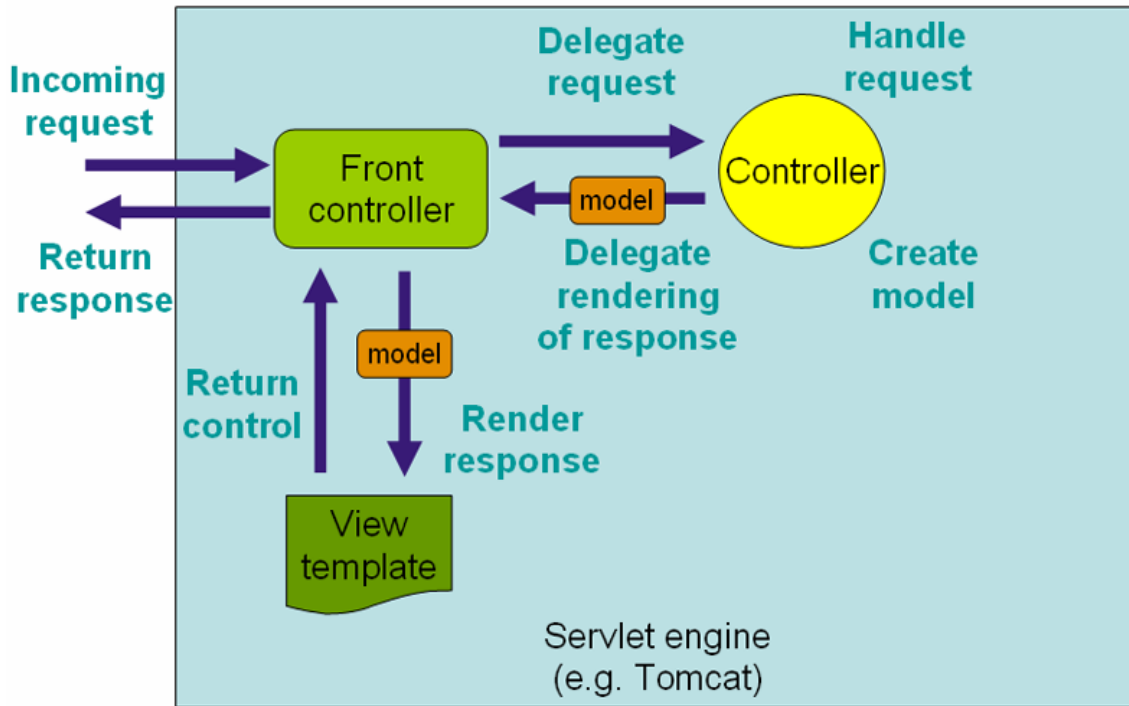 Incoming
request
Return
response
Front
controller
Delegate
request
Handle
request
Controller
model
Delegate
rendering
of response
Create
model
model
Return
control
Render
response
View
template
Servlet engine
(e.g. Tomcat)